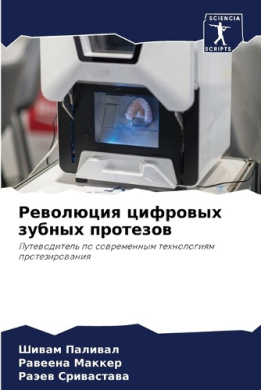 SCIENCIA
SCRIPTS
Революция цифровых
зубных протезов
Путеводитель по современным технологиям
протезирования
Шивам Паливал
Равеена Маккер
Раэев Сривастава